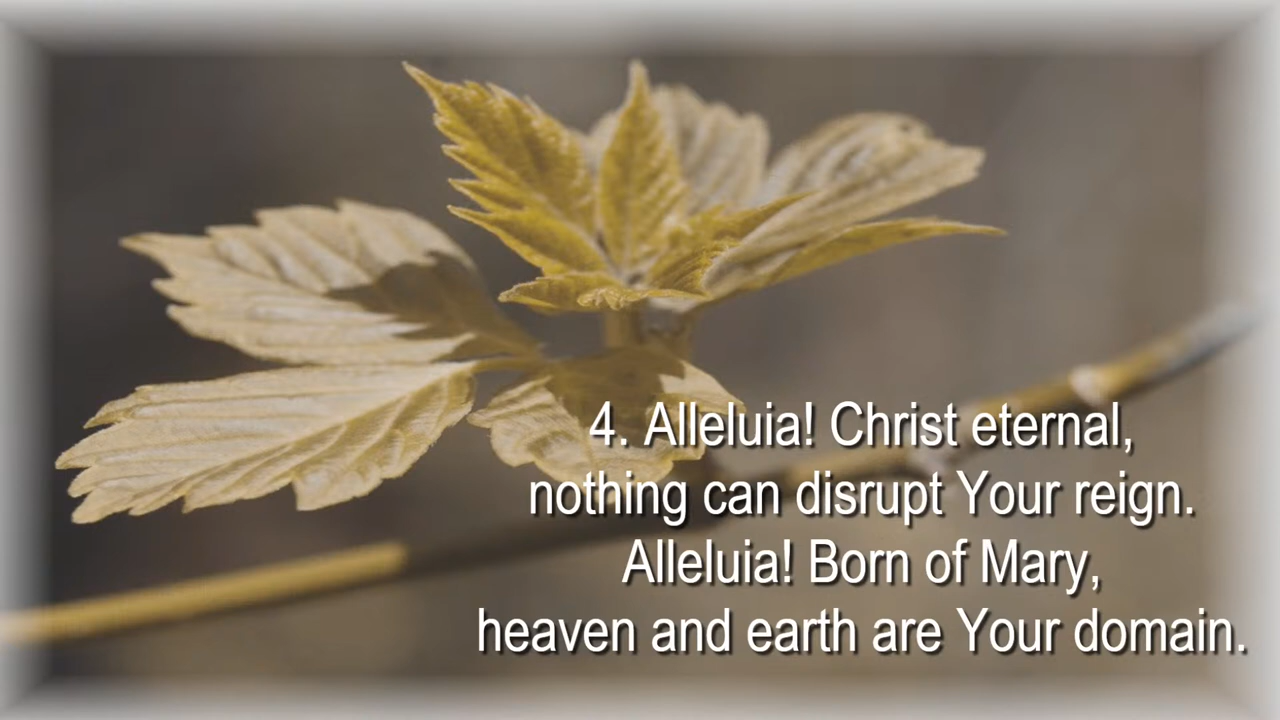 4. Alleluia! Christ eternal,
nothing can disrupt Your reign.
Alleluia! Born of Mary,
heaven and earth are Your domain.